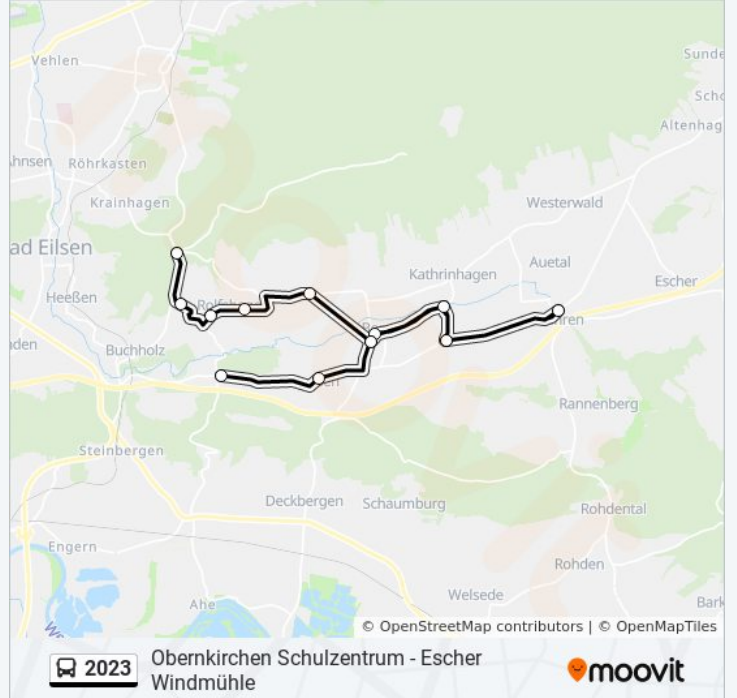 Vehlen
Sunde
Scho
Altenhag
Ahnsen
Röhrkasten
Krainhagen
Westerwald
ad Eilsen
Kathrinhagen
Auetal
Escher
Heeßen
Buchholz
Rannenberg
Steinbergen
Deckbergen
Schaumburg
Rohdental
Engern
Rohden
Welsede
Ahe
Bark
© OpenStreetMap contributors | © OpenMapTiles
2023
Obernkirchen Schulzentrum - Escher
Windmühle
moovit